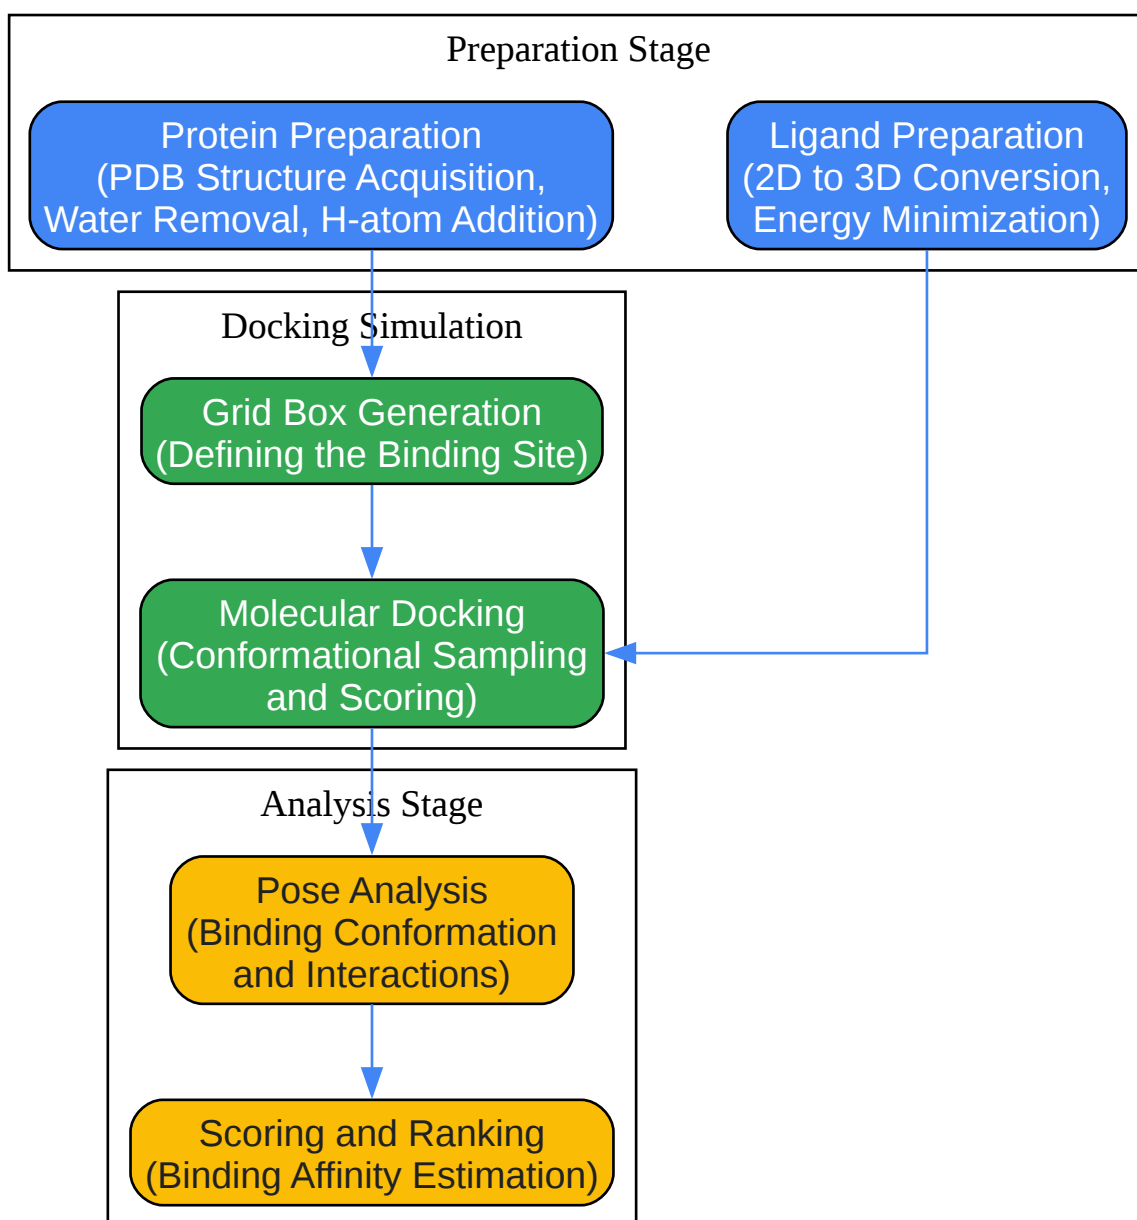 Preparation Stage
Protein Preparation
(PDB Structure Acquisition,
Water Removal, H-atom Addition)
Ligand Preparation
(2D to 3D Conversion,
Energy Minimization)
Docking Simulation
Grid Box Generation
(Defining the Binding Site)
Molecular Docking
(Conformational Sampling
and Scoring)
Analysis Stage
Pose Analysis
(Binding Conformation
and Interactions)
Scoring and Ranking
(Binding Affinity Estimation)